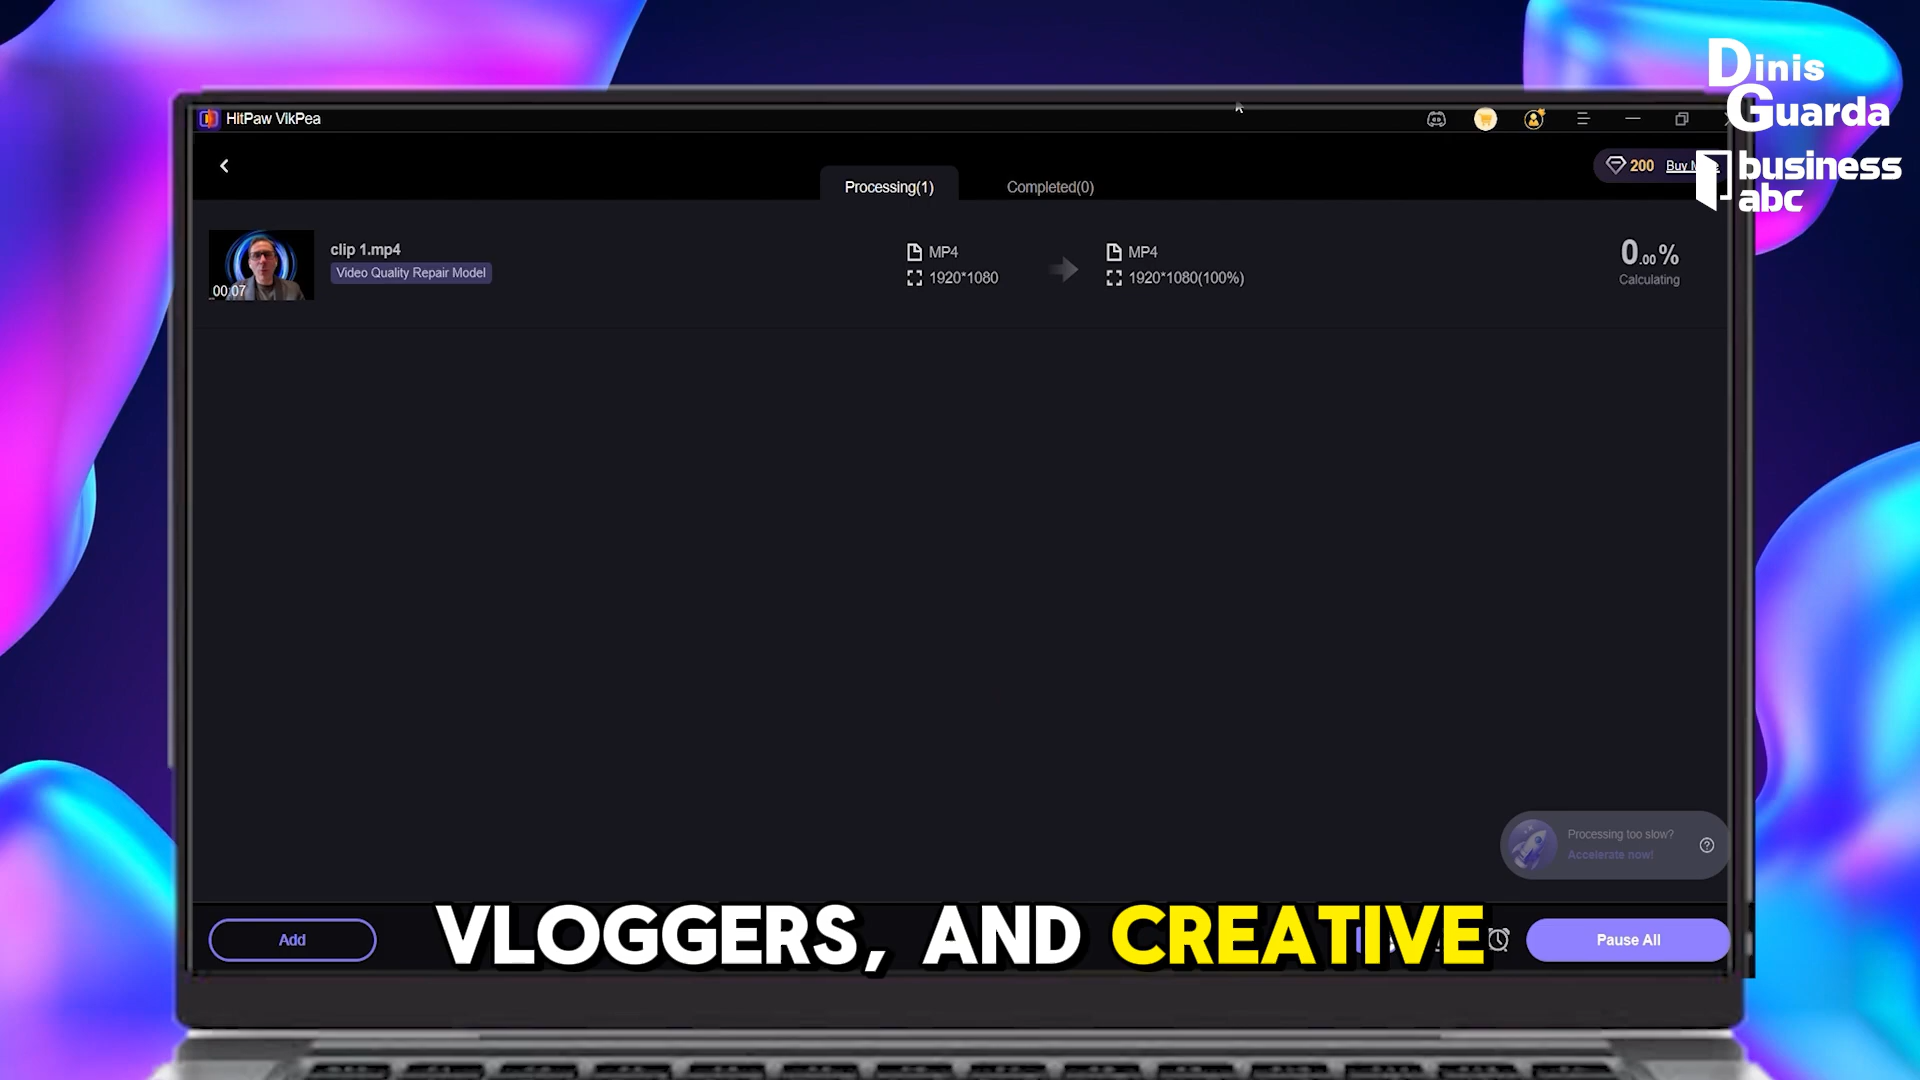 Dinis
Guarda
business
abc
HitPaw VikPea
Processing(1)
Completed(0)
200
Buy
clip 1.mp4
Video Quality Repair Model
00:07
MP4
1920*1080
MP4
1920*1080(100%)
0.00%
Calculating
Processing too slow?
Accelerate now!
Add
VLOGGERS, AND CREATIVE
Pause All